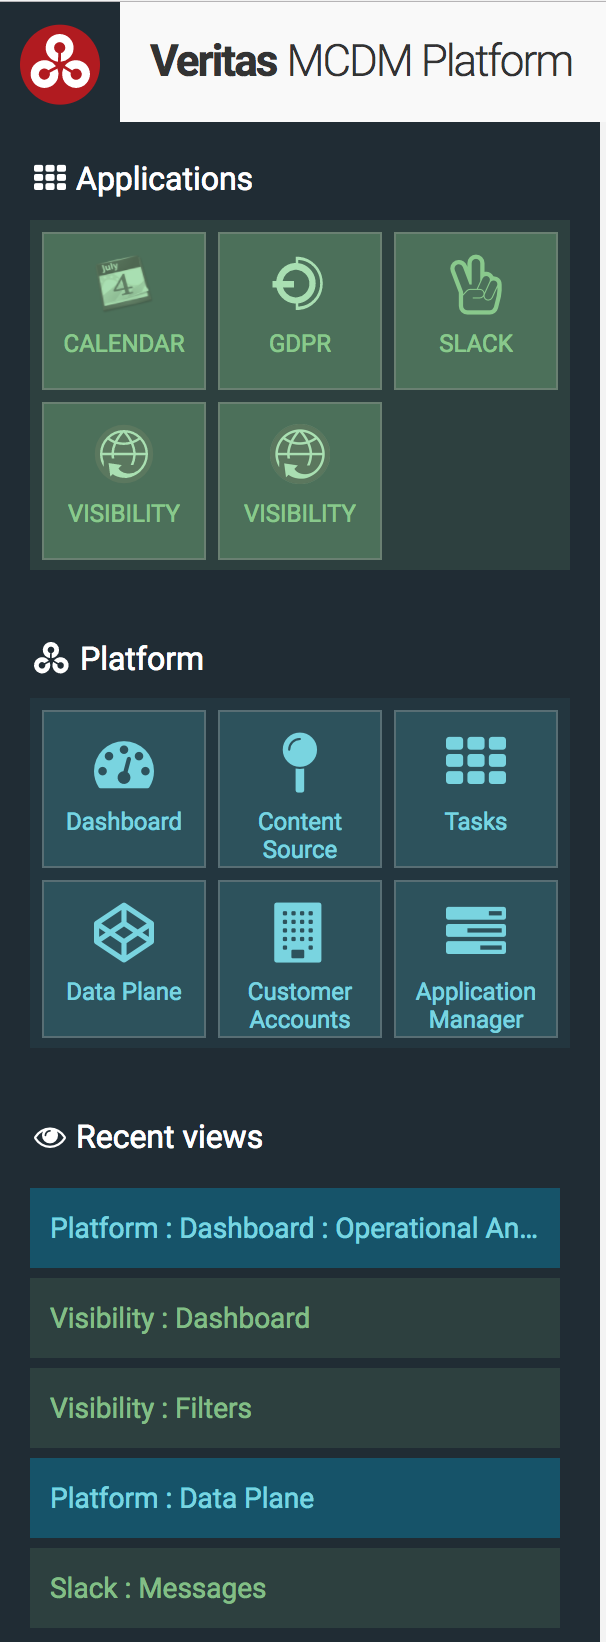 Veritas MCDM Platform
Applications
July
4
CALENDAR
GDPR
SLACK
VISIBILITY
VISIBILITY
Platform
Dashboard
Content
Source
Tasks
Data Plane
Customer
Accounts
Application
Manager
Recent views
Platform : Dashboard : Operational An...
Visibility : Dashboard
Visibility : Filters
Platform : Data Plane
Slack : Messages